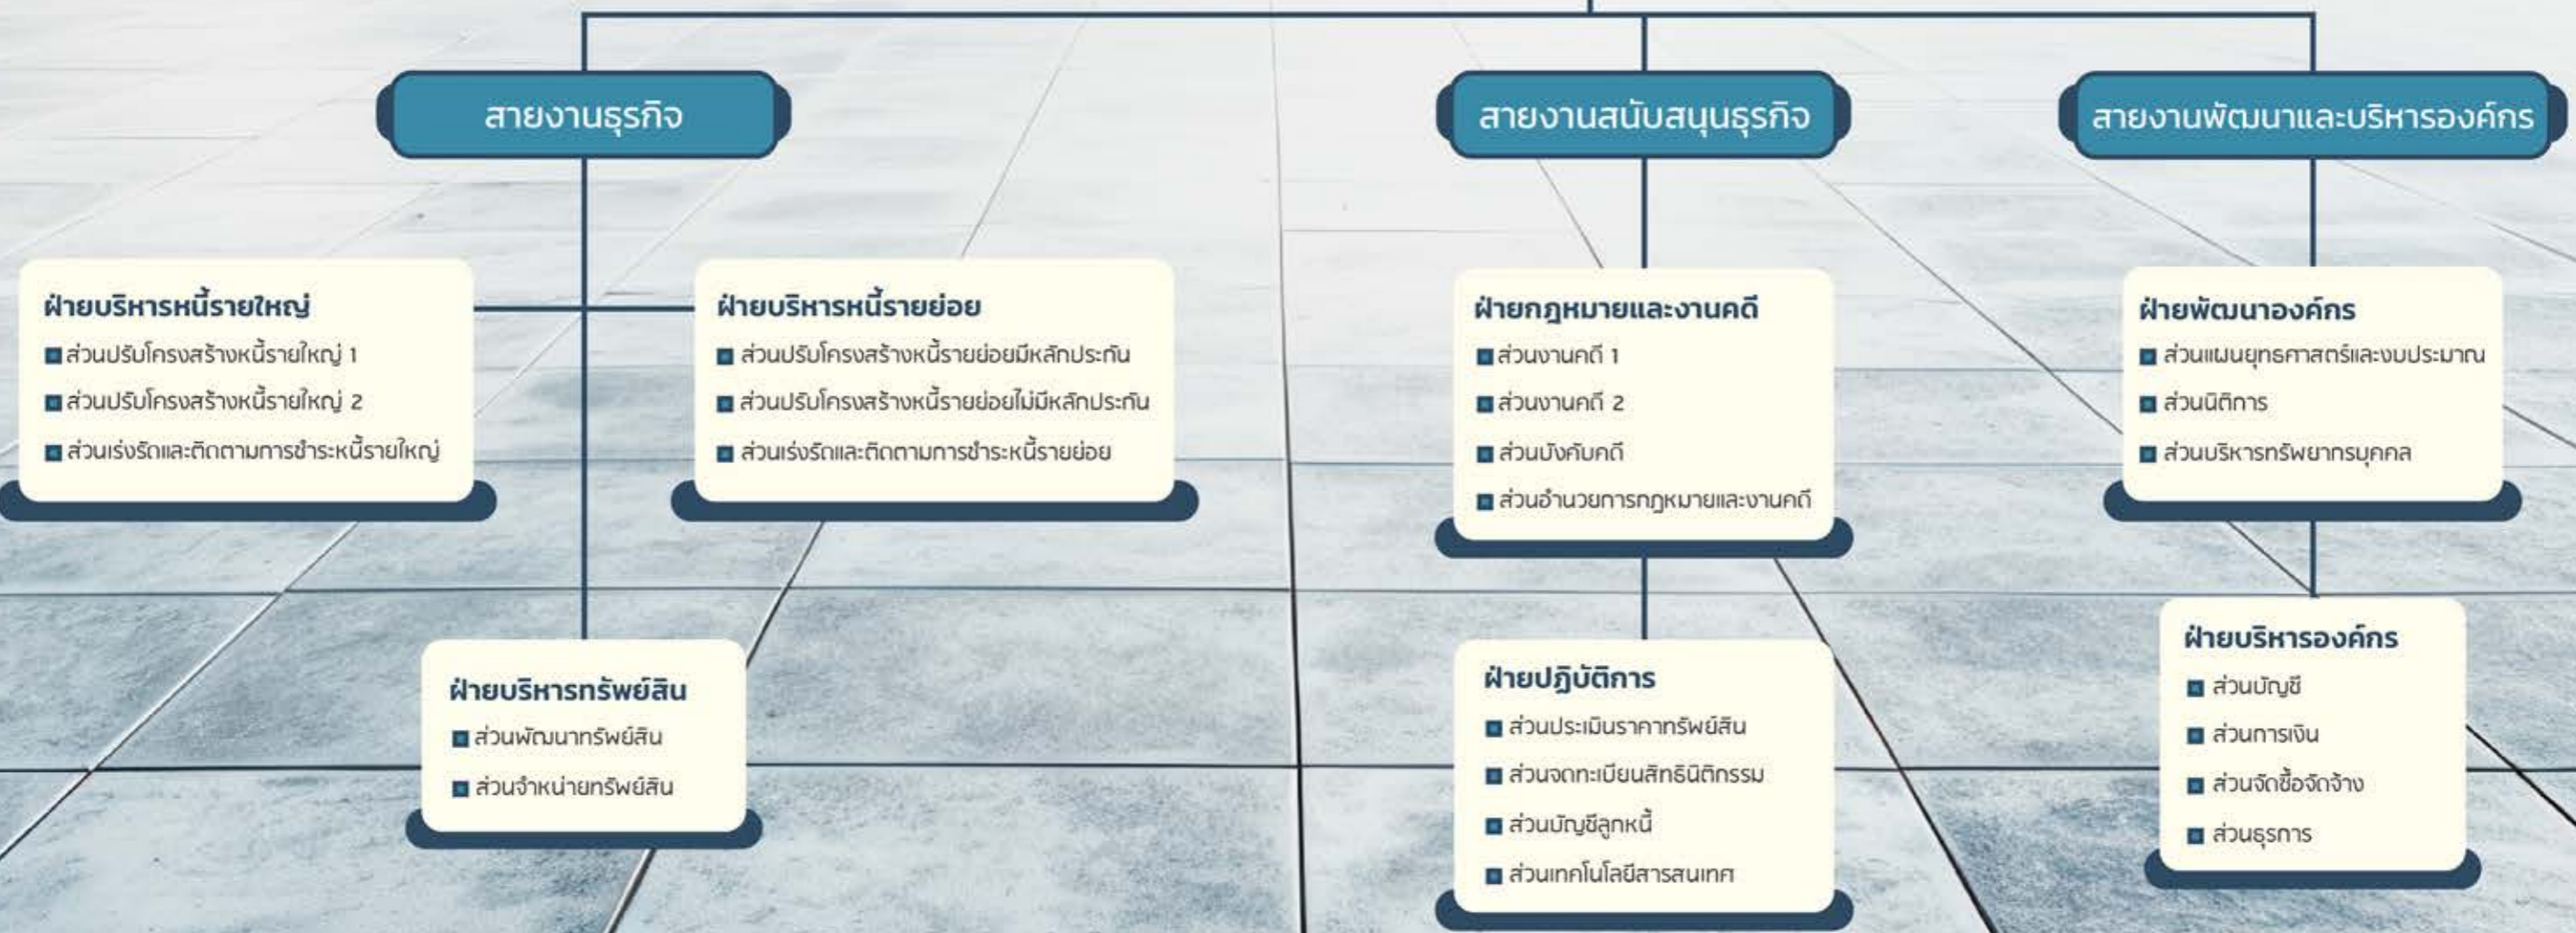 สายงานธุรกิจ
สายงานสนับสนุนธุรกิจ
สายงานพัฒนาและบริหารองค์กร
ฝ่ายบริหารหนี้รายใหญ่
ส่วนปรับโครงสร้างหนี้รายใหญ่ 1
ส่วนปรับโครงสร้างหนี้รายใหญ่ 2
ส่วนเร่งรัดและติดตามการชำระหนี้รายใหญ่
ฝ่ายบริหารหนี้รายย่อย
ส่วนปรับโครงสร้างหนี้รายย่อยมีหลักประกัน
ส่วนปรับโครงสร้างหนี้รายย่อยไม่มีหลักประกัน
ส่วนเร่งรัดและติดตามการชำระหนี้รายย่อย
ฝ่ายบริหารทรัพย์สิน
ส่วนพัฒนาทรัพย์สิน
ส่วนจำหน่ายทรัพย์สิน
ฝ่ายกฎหมายและงานคดี
ส่วนงานคดี 1
ส่วนงานคดี 2
ส่วนบังคับคดี
ส่วนอำนวยการกฎหมายและงานคดี
ฝ่ายปฏิบัติการ
ส่วนประเมินราคาทรัพย์สิน
ส่วนจดทะเบียนสิทธินิติกรรม
ส่วนบัญชีลูกหนี้
ส่วนเทคโนโลยีสารสนเทศ
ฝ่ายพัฒนาองค์กร
ส่วนแผนยุทธศาสตร์และงบประมาณ
ส่วนนิติการ
ส่วนบริหารทรัพยากรบุคคล
ฝ่ายบริหารองค์กร
ส่วนบัญชี
ส่วนการเงิน
ส่วนจัดซื้อจัดจ้าง
ส่วนธุรการ